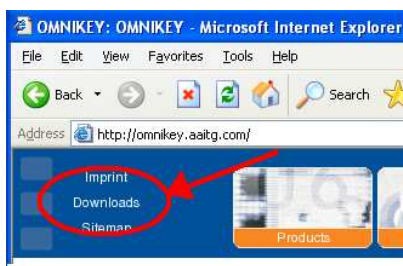 OMNIKEY: OMNIKEY - Microsoft Internet Explorer
File Edit View Favorites Tools Help
Back Search
Address http://omnikey.aaitg.com/
Imprint
Downloads
Sitemap
Products